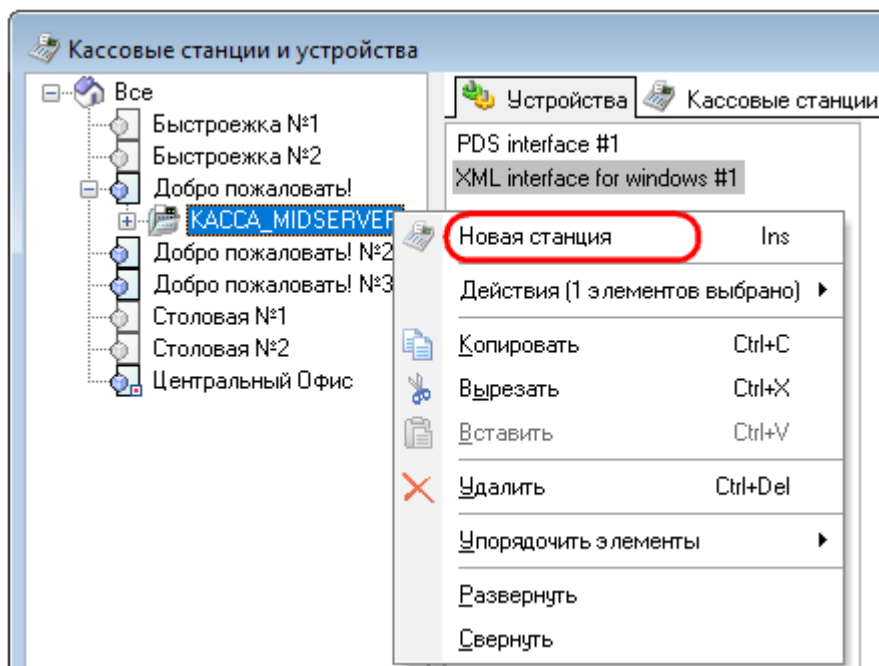 Кассовые станции и устройства
Все
Быстроежка №1
Быстроежка №2
Добро пожаловать!
КАССА_MIDSERVER
Добро пожаловать! №2
Добро пожаловать! №3
Столовая №1
Столовая №2
Центральный Офис
Устройства
Кассовые станции
PDS interface #1
XML interface for windows #1
Новая станция Ins
Действия (1 элементов выбрано)
Копировать Ctrl+C
Вырезать Ctrl+X
Вставить Ctrl+V
Удалить Ctrl+Del
Упорядочить элементы
Развернуть
Свернуть